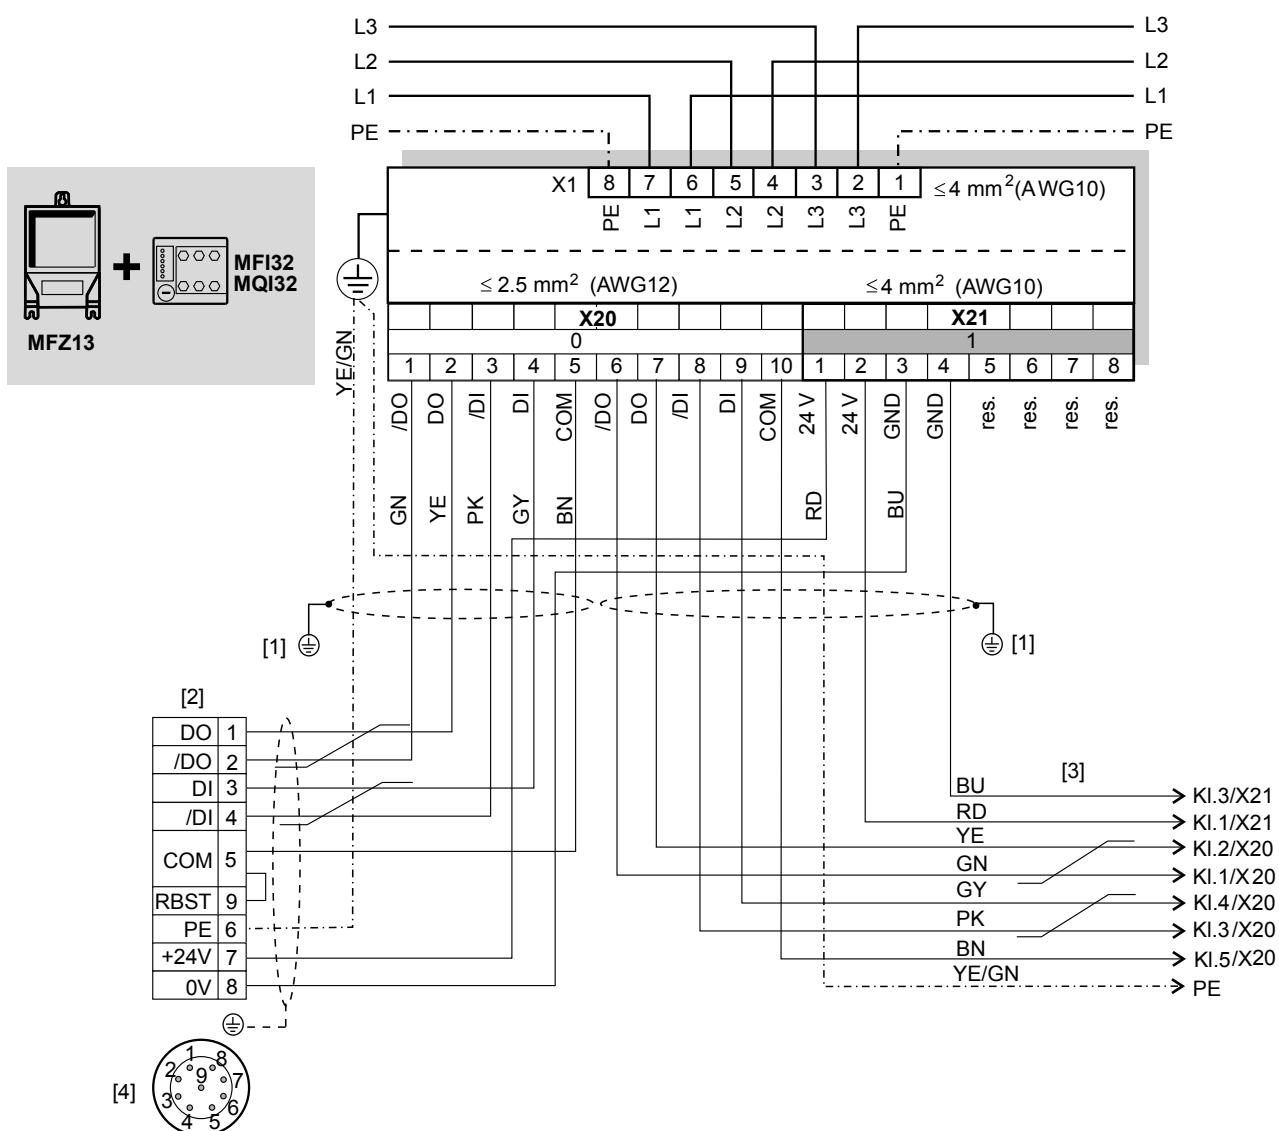 L3 L3
L2 L2
L1 L1
PE PE
X1 8 7 6 5 4 3 2 1 ≤4 mm²(AWG10)
PE L1 L1 L2 L2 L3 L3 PE
MFI32
MQI32
MFZ13
≤ 2.5 mm² (AWG12) ≤4 mm² (AWG10)
X20 X21
0 1
1 2 3 4 5 6 7 8 9 10 1 2 3 4 5 6 7 8
YE/GN
/DO DO /DI DI COM /DO DO /DI DI COM 24 V 24 V GND GND res. res. res. res.
GN YE PK GY BN RD BU
[1] [1]
[2]
DO 1
/DO 2
DI 3
/DI 4
COM 5
RBST 9
PE 6
+24V 7
0V 8
[3]
BU Kl.3/X21
RD Kl.1/X21
YE Kl.2/X20
GN Kl.1/X20
GY Kl.4/X20
PK Kl.3/X20
BN Kl.5/X20
YE/GN PE
[4]
1 8
2 9 7
3 6
4 5